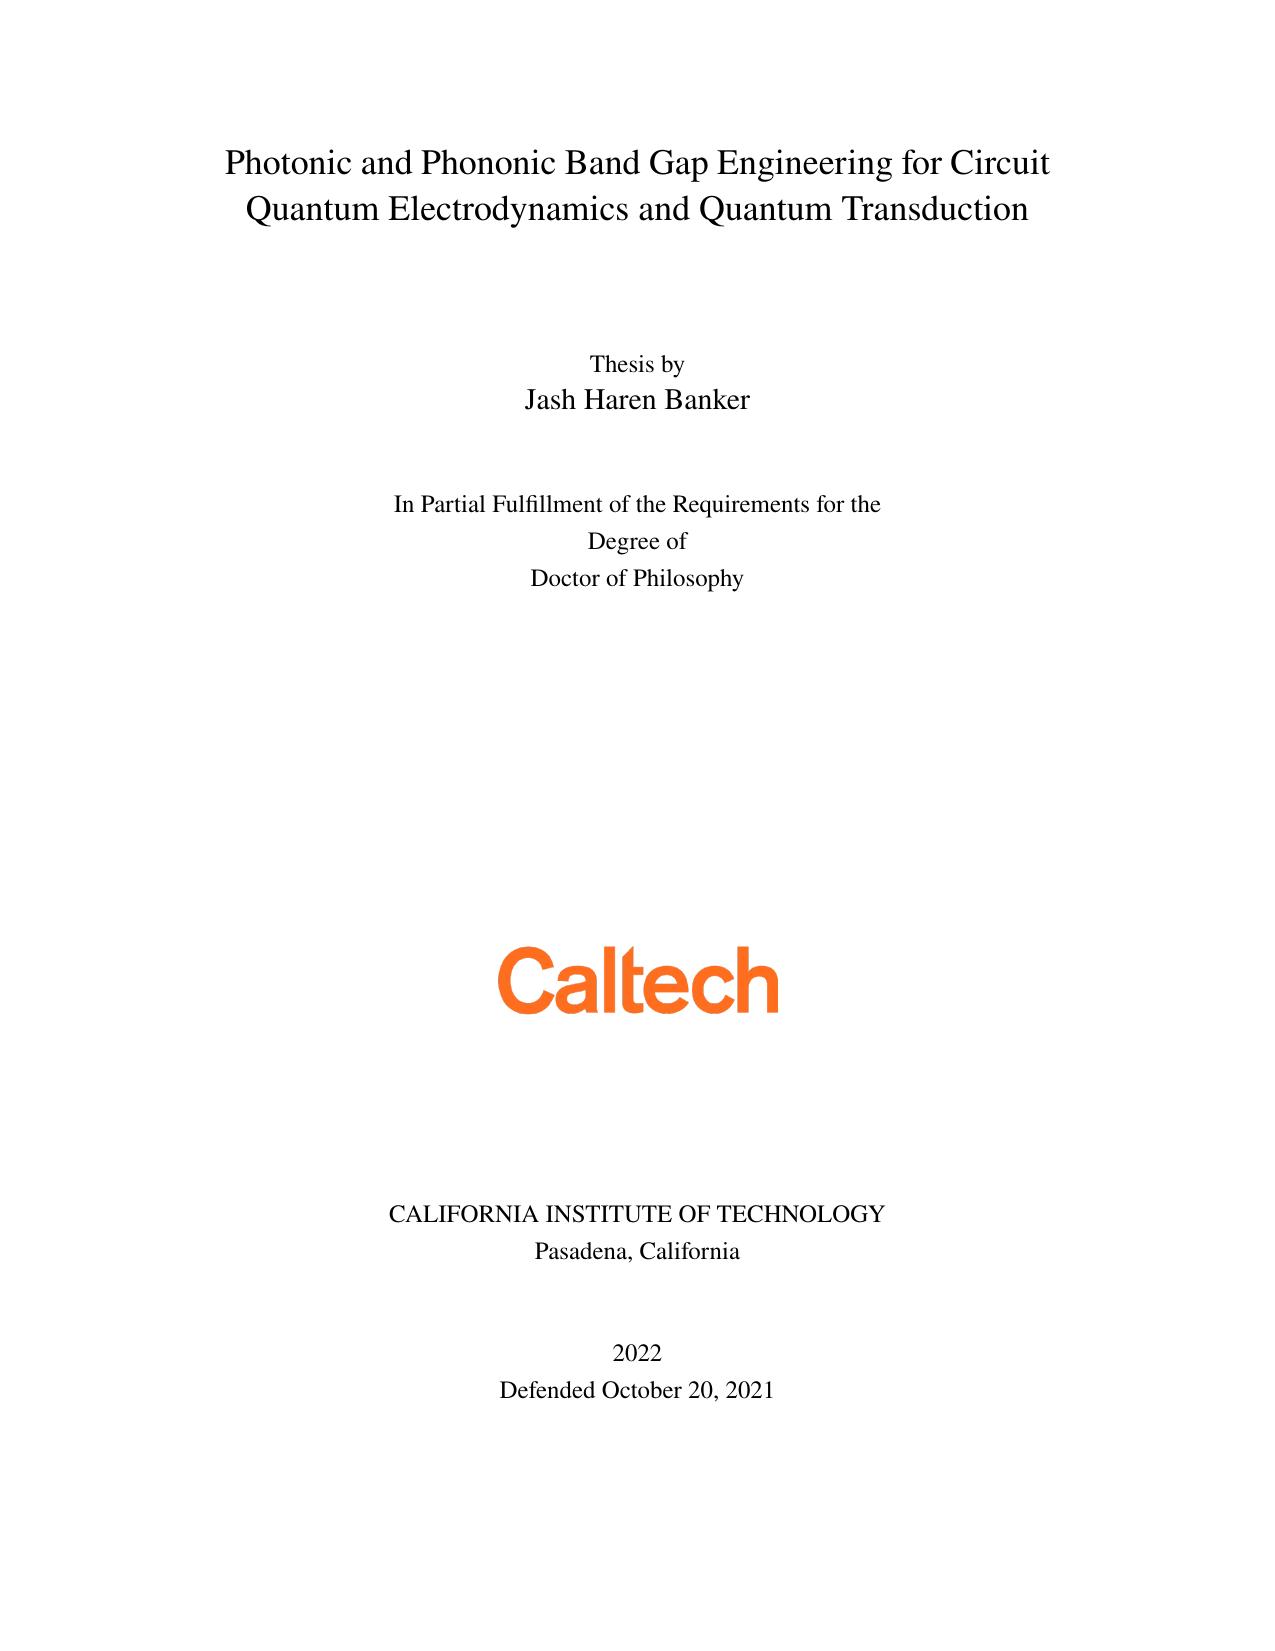 Photonic and Phononic Band Gap Engineering for Circuit
Quantum Electrodynamics and Quantum Transduction
Thesis by
Jash Haren Banker
In Partial Fulfillment of the Requirements for the
Degree of
Doctor of Philosophy
Caltech
CALIFORNIA INSTITUTE OF TECHNOLOGY
Pasadena, California
2022
Defended October 20, 2021